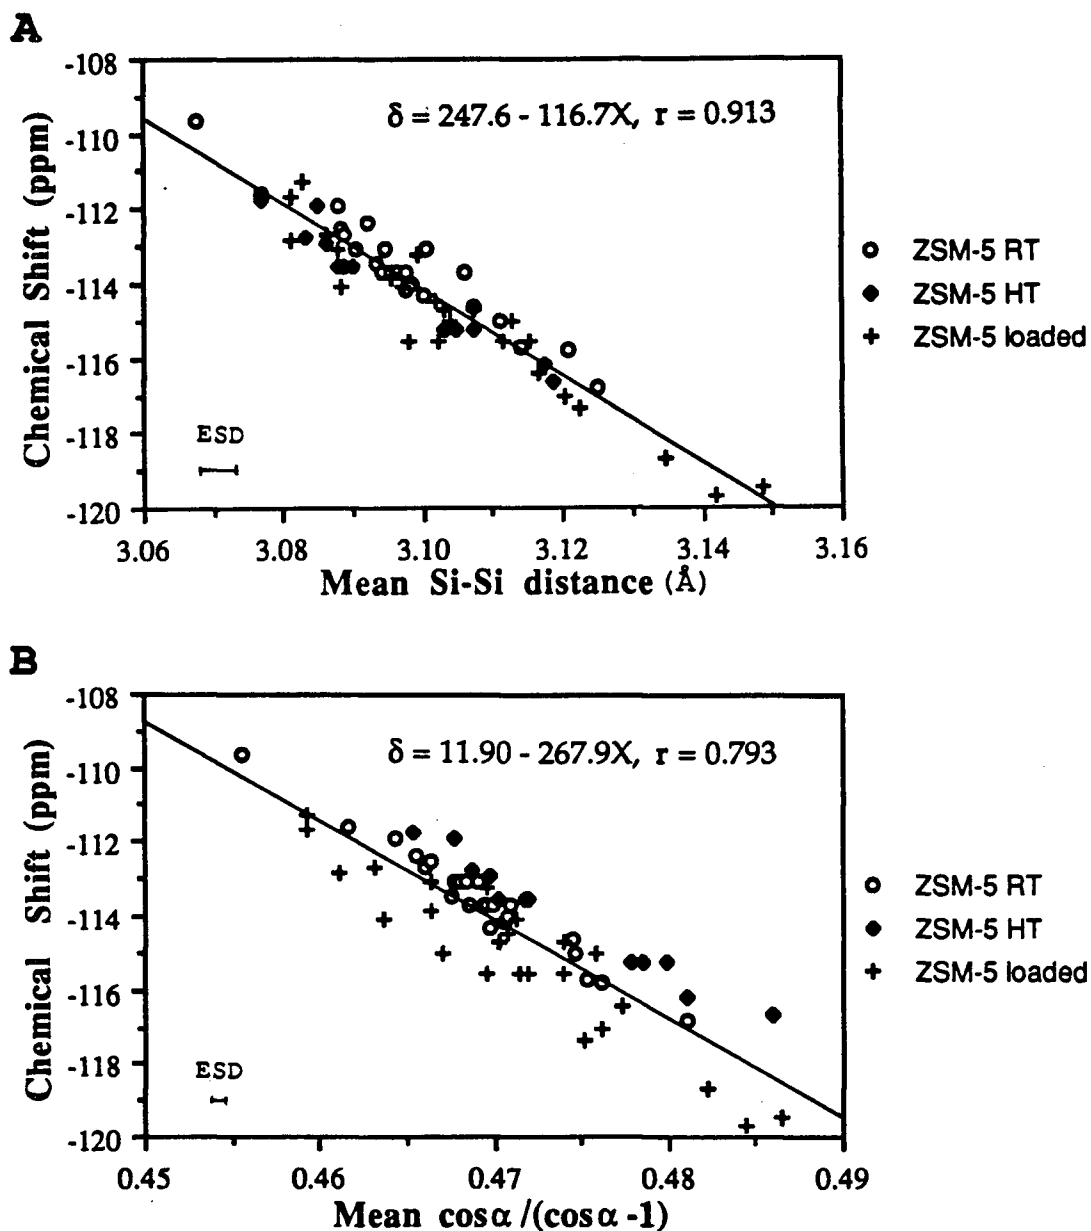 A
δ = 247.6 - 116.7X, r = 0.913
Chemical Shift (ppm)
-108
-110
-112
-114
-116
-118
-120
ESD
ZSM-5 RT
ZSM-5 HT
ZSM-5 loaded
3.06 3.08 3.10 3.12 3.14 3.16
Mean Si-Si distance (Å)
B
δ = 11.90 - 267.9X, r = 0.793
Chemical Shift (ppm)
-108
-110
-112
-114
-116
-118
-120
ESD
ZSM-5 RT
ZSM-5 HT
ZSM-5 loaded
0.45 0.46 0.47 0.48 0.49
Mean cosα/(cosα-1)